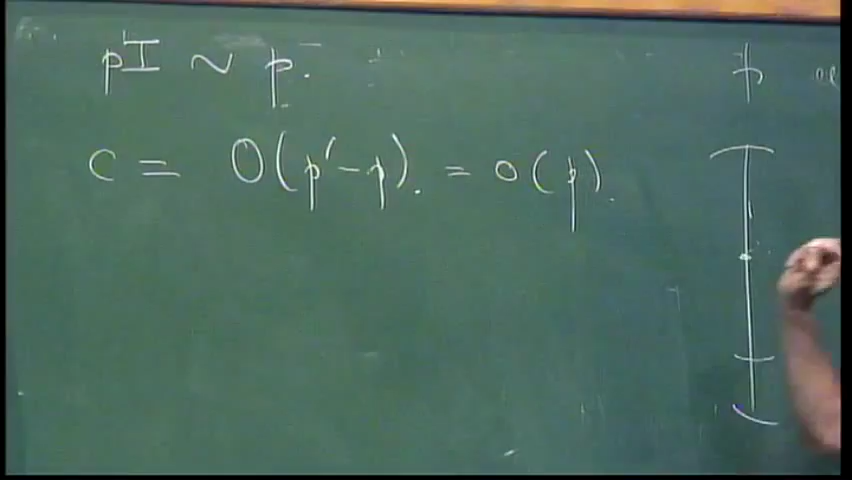 pI ~ p.
c = O(p' - p). = o(p).
p